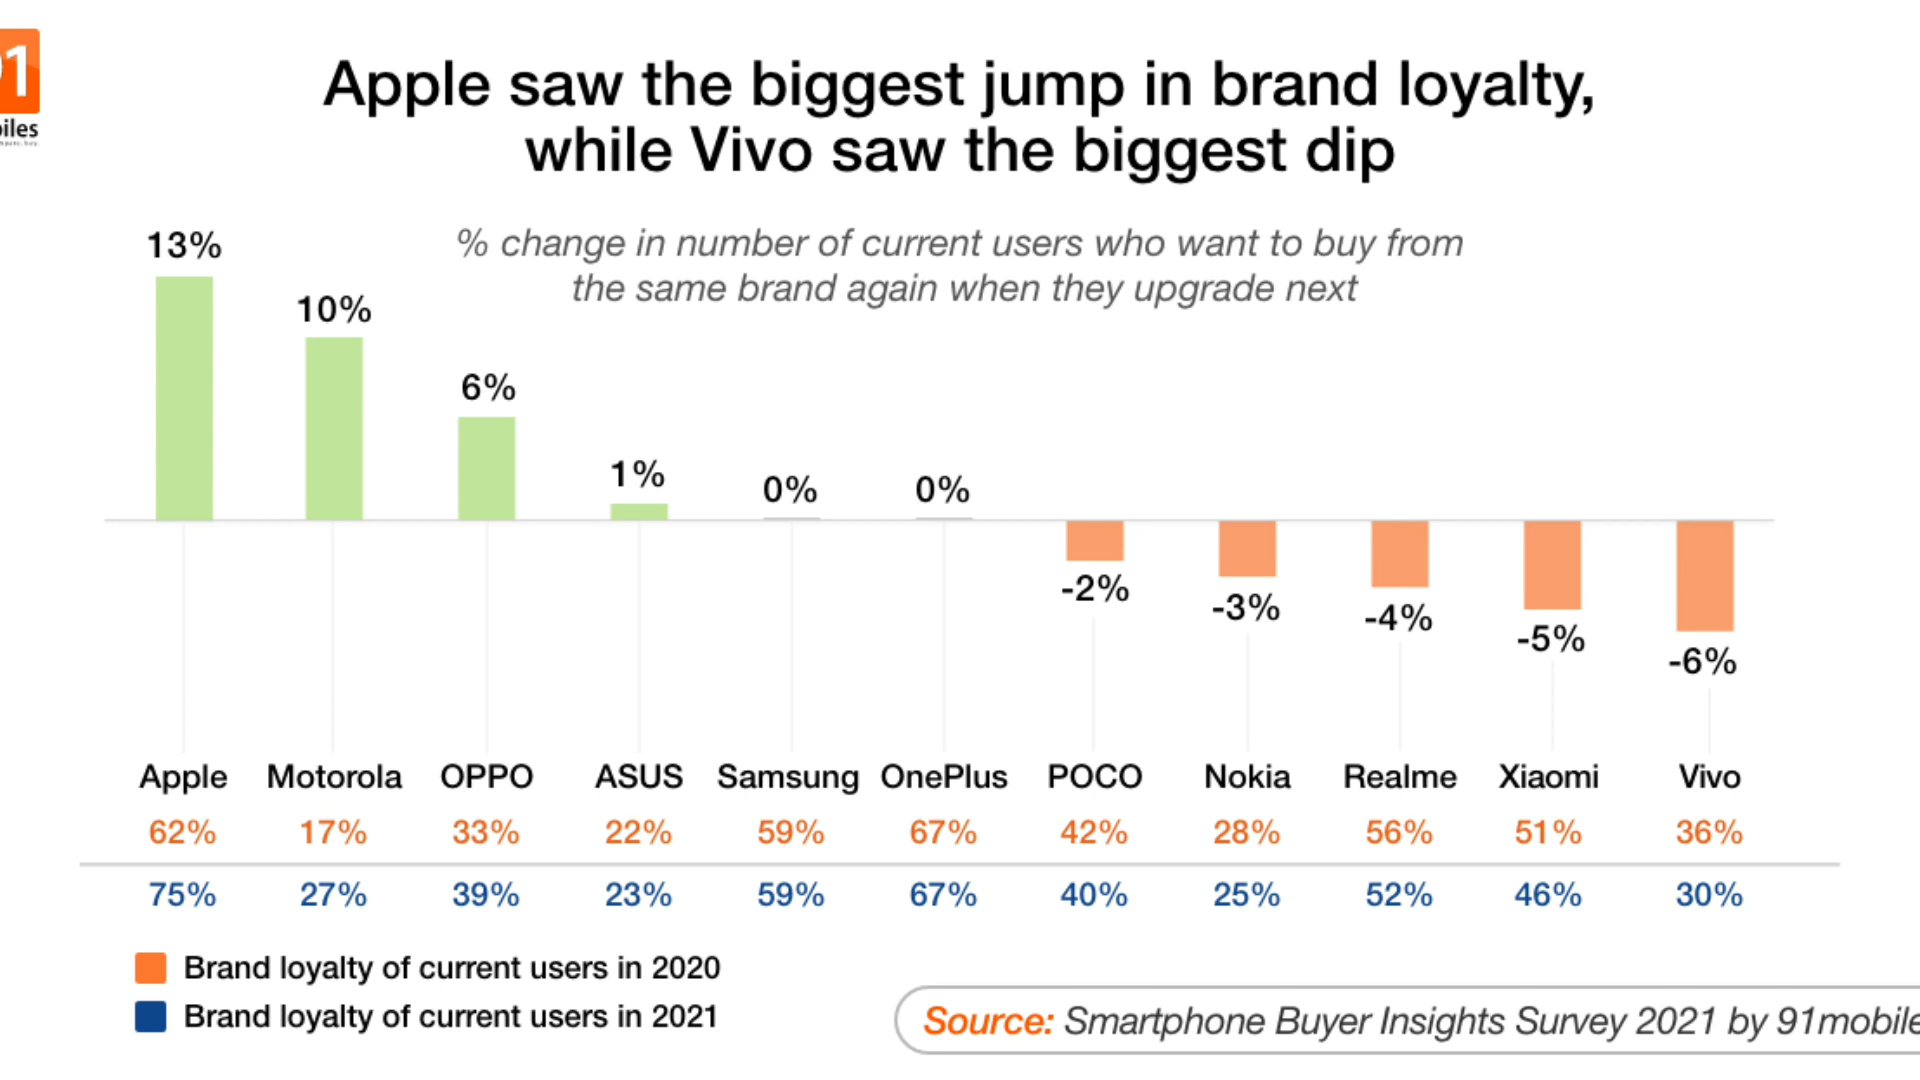 1
iles
Apple saw the biggest jump in brand loyalty,
while Vivo saw the biggest dip
% change in number of current users who want to buy from
the same brand again when they upgrade next
13%
10%
6%
1%
0%
0%
-2%
-3%
-4%
-5%
-6%
Apple Motorola OPPO ASUS Samsung OnePlus POCO Nokia Realme Xiaomi Vivo
62% 17% 33% 22% 59% 67% 42% 28% 56% 51% 36%
75% 27% 39% 23% 59% 67% 40% 25% 52% 46% 30%
Brand loyalty of current users in 2020
Brand loyalty of current users in 2021
Source: Smartphone Buyer Insights Survey 2021 by 91mobile